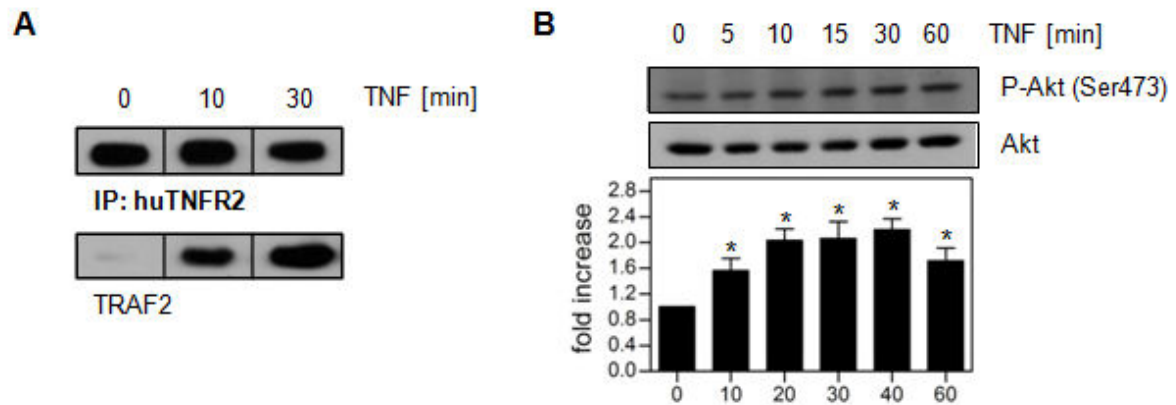 A
0 10 30 TNF [min]
IP: huTNFR2
TRAF2
B
0 5 10 15 30 60 TNF [min]
P-Akt (Ser473)
Akt
fold increase
2.8
2.4
2.0
1.6
1.2
0.8
0.4
0.0
* * * * *
0 10 20 30 40 60